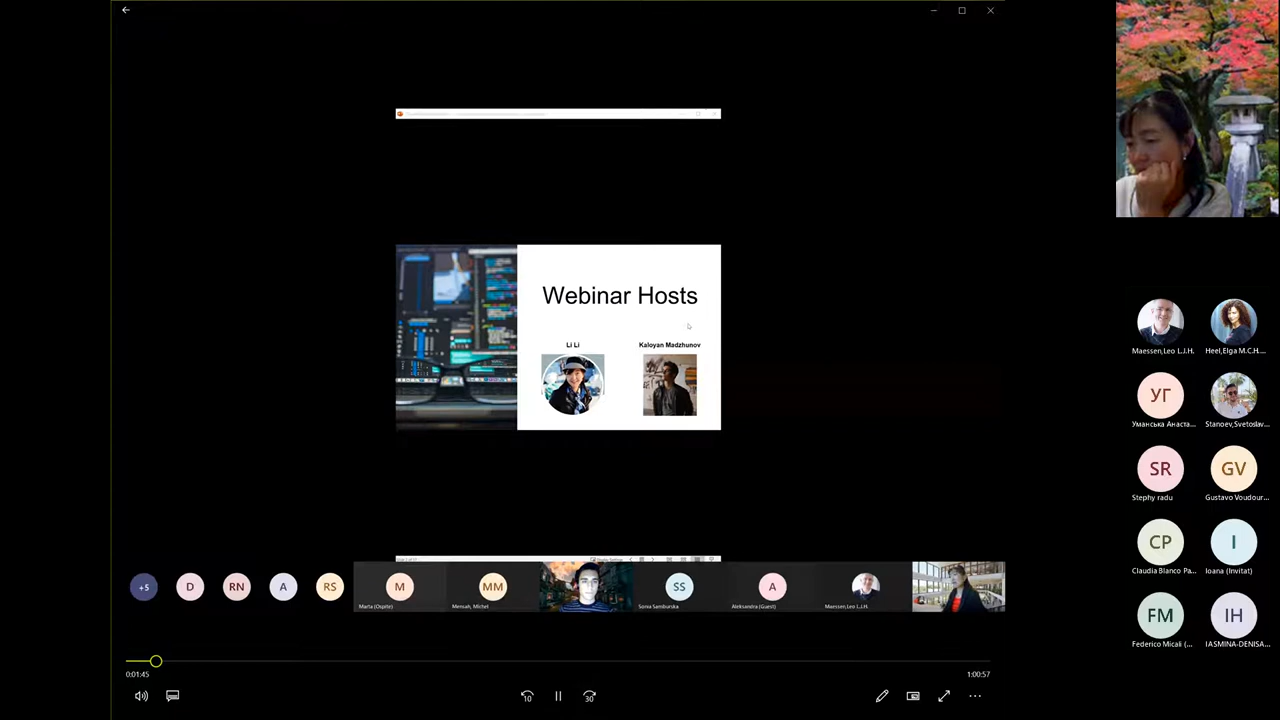 Webinar Hosts
Li Li
Kaloyan Madzhunov
+5
D
RN
A
RS
M
Marta (Ospite)
MM
Mensah, Michel
SS
Sonia Samburska
A
Aleksandra (Guest)
Maessen,Leo L.J.H.
0:01:45
1:00:57
10
30
Maessen,Leo L.J.H.
Heel,Elga M.C.H....
УГ
Уманська Анаста...
Stanoev,Svetoslav...
SR
Stephy radu
GV
Gustavo Voudour...
CP
Claudia Blanco Pa...
I
Ioana (Invitat)
FM
Federico Micali (...
IH
IASMINA-DENISA...